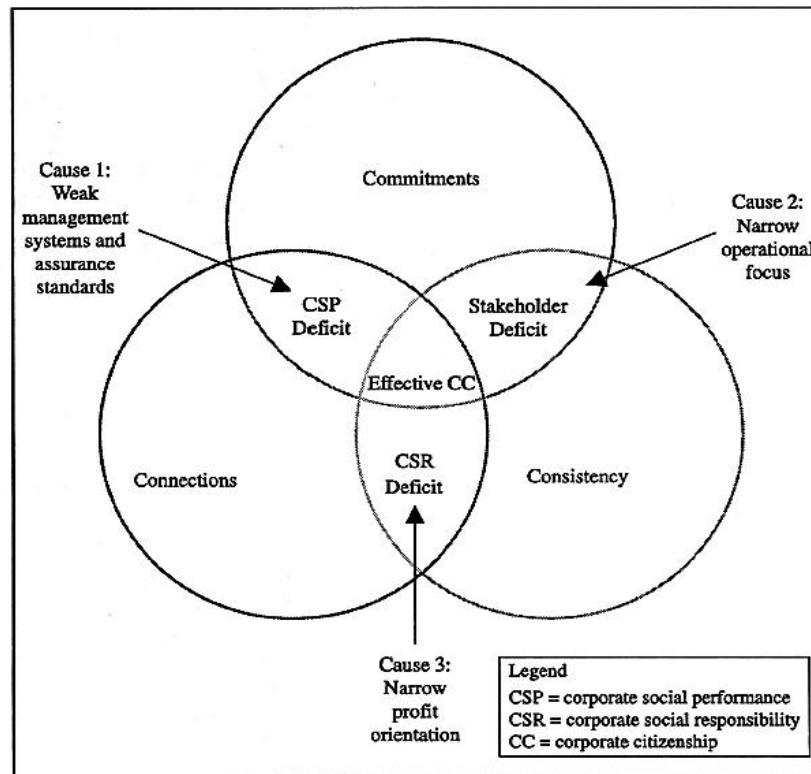 Commitments
Cause 1:
Weak
management
systems and
assurance
standards
Cause 2:
Narrow
operational
focus
CSP
Deficit
Stakeholder
Deficit
Effective CC
Connections
CSR
Deficit
Consistency
Cause 3:
Narrow
profit
orientation
Legend
CSP = corporate social performance
CSR = corporate social responsibility
CC = corporate citizenship